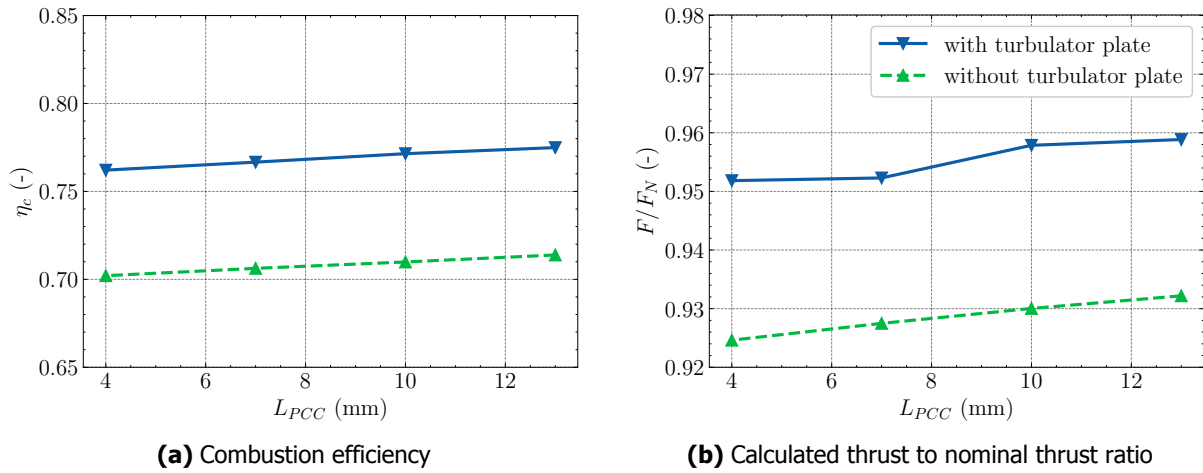 0.85
0.80
0.75
0.70
0.65
η_c (-)
4
6
8
10
12
L_PCC (mm)
(a) Combustion efficiency
0.98
0.97
0.96
0.95
0.94
0.93
0.92
F/F_N (-)
with turbulator plate
without turbulator plate
4
6
8
10
12
L_PCC (mm)
(b) Calculated thrust to nominal thrust ratio